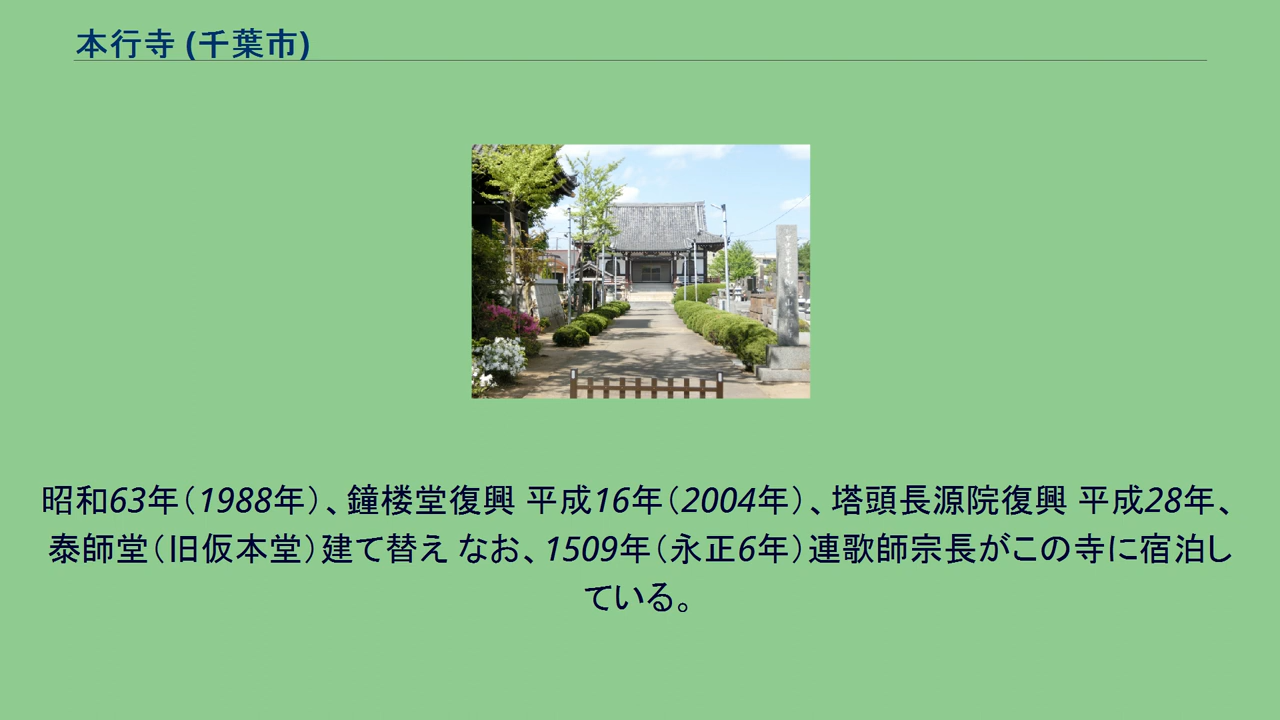 本行寺 (千葉市)
昭和63年（1988年）、鐘楼堂復興 平成16年（2004年）、塔頭長源院復興 平成28年、
泰師堂（旧仮本堂）建て替え なお、1509年（永正6年）連歌師宗長がこの寺に宿泊し
ている。